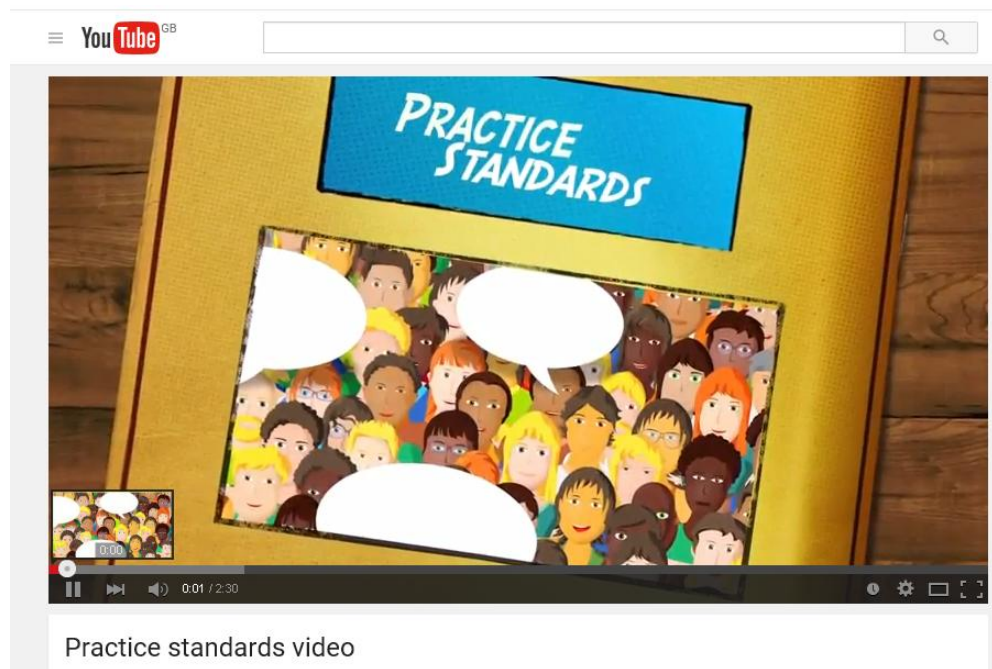 YouTube GB
PRACTICE
STANDARDS
0:00
0:01 / 2:30
Practice standards video